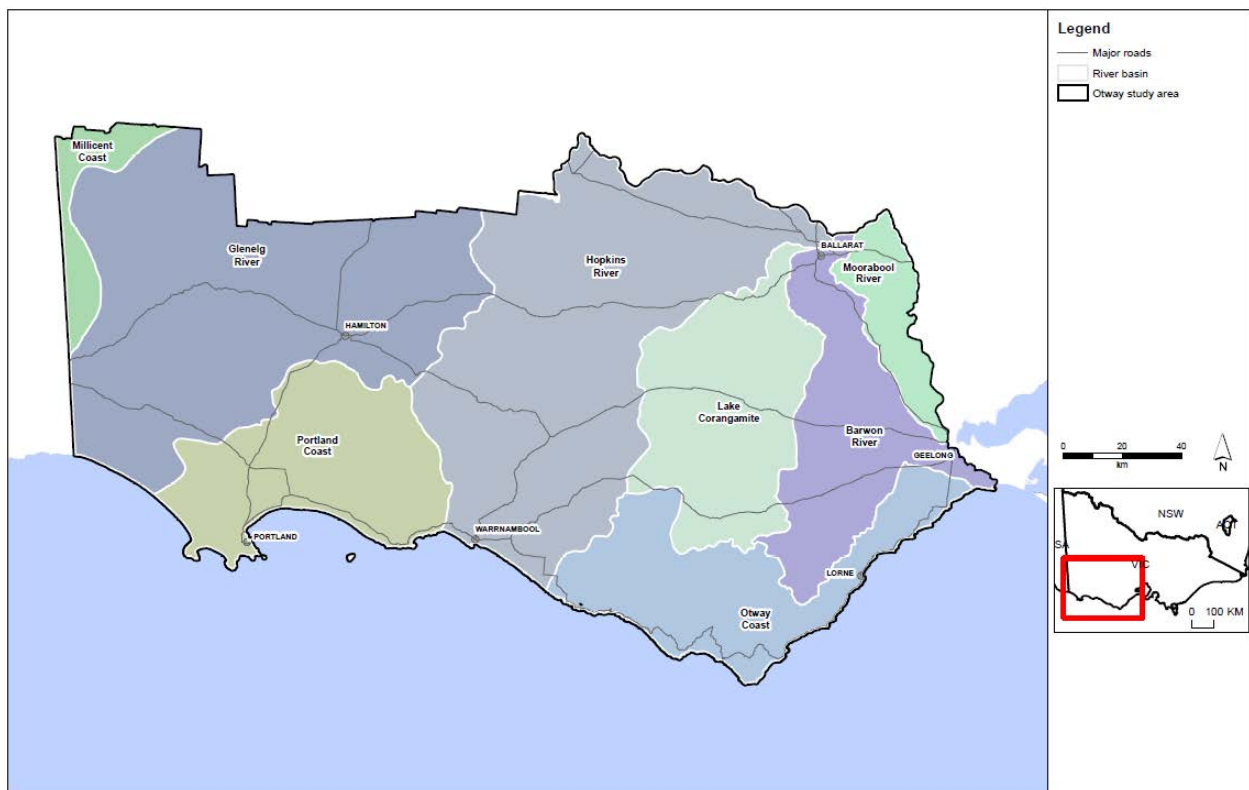 Millicent
Coast
Glenelg
River
Hopkins
River
BALLARAT
Moorabool
River
HAMILTON
Lake
Corangamite
Portland
Coast
Barwon
River
GEELONG
PORTLAND
WARRNAMBOOL
LORNE
Otway
Coast
Legend
Major roads
River basin
Otway study area
0 20 40
km
N
NSW
ACT
SA
VIC
0 100 KM